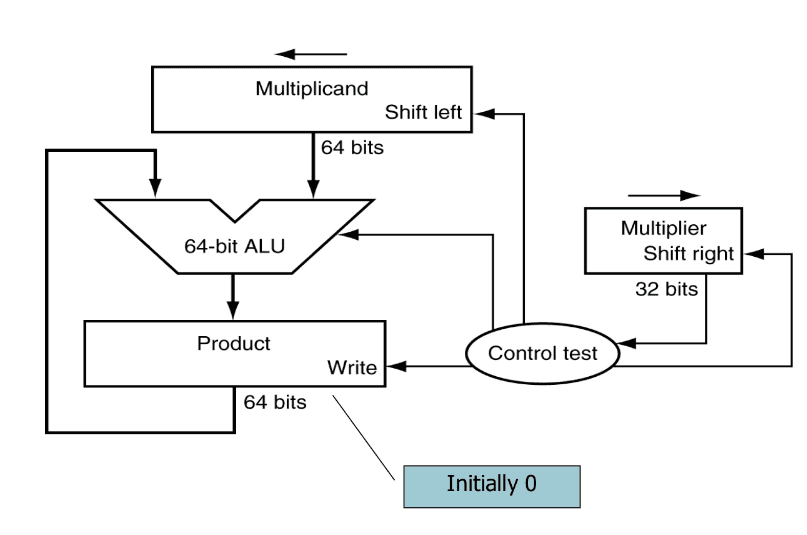 Multiplicand
Shift left
64 bits
64-bit ALU
Multiplier
Shift right
32 bits
Product
Write
Control test
64 bits
Initially 0